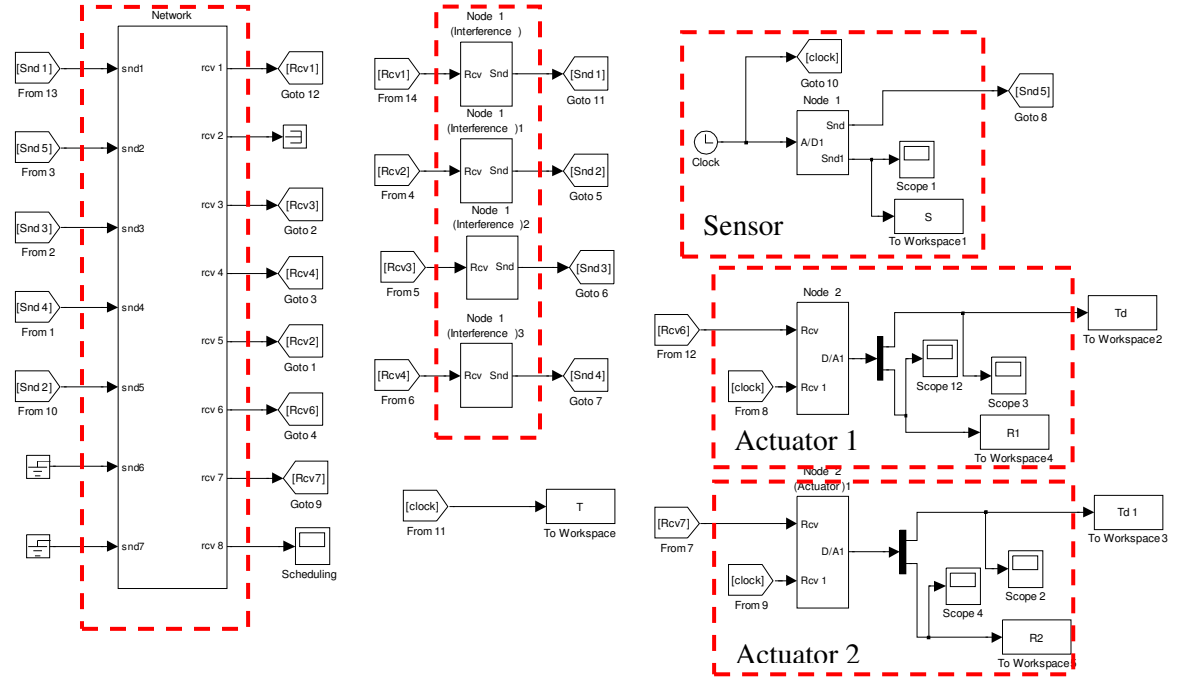 Network
[Snd 1]
From 13
snd1
rcv 1
[Rcv1]
Goto 12
[Snd 5]
From 3
snd2
rcv 2
[Snd 3]
From 2
snd3
rcv 3
[Rcv3]
Goto 2
[Snd 4]
From 1
snd4
rcv 4
[Rcv4]
Goto 3
rcv 5
[Rcv2]
Goto 1
[Snd 2]
From 10
snd5
rcv 6
[Rcv6]
Goto 4
snd6
rcv 7
[Rcv7]
Goto 9
snd7
rcv 8
Scheduling
Node 1
(Interference )
[Rcv1]
From 14
Rcv Snd
[Snd 1]
Goto 11
Node 1
(Interference )1
[Rcv2]
From 4
Rcv Snd
[Snd 2]
Goto 5
Node 1
(Interference )2
[Rcv3]
From 5
Rcv Snd
[Snd 3]
Goto 6
Node 1
(Interference )3
[Rcv4]
From 6
Rcv Snd
[Snd 4]
Goto 7
[clock]
From 11
T
To Workspace
[clock]
Goto 10
Node 1
Clock
A/D1
Snd
Snd1
[Snd 5]
Goto 8
Scope 1
S
To Workspace1
Sensor
Node 2
[Rcv6]
From 12
Rcv
D/A1
Rcv 1
[clock]
From 8
Scope 12
Scope 3
Td
To Workspace2
R1
To Workspace4
Actuator 1
Node 2
(Actuator )1
[Rcv7]
From 7
Rcv
D/A1
Rcv 1
[clock]
From 9
Scope 4
Scope 2
Td 1
To Workspace 3
R2
To Workspace
Actuator 2